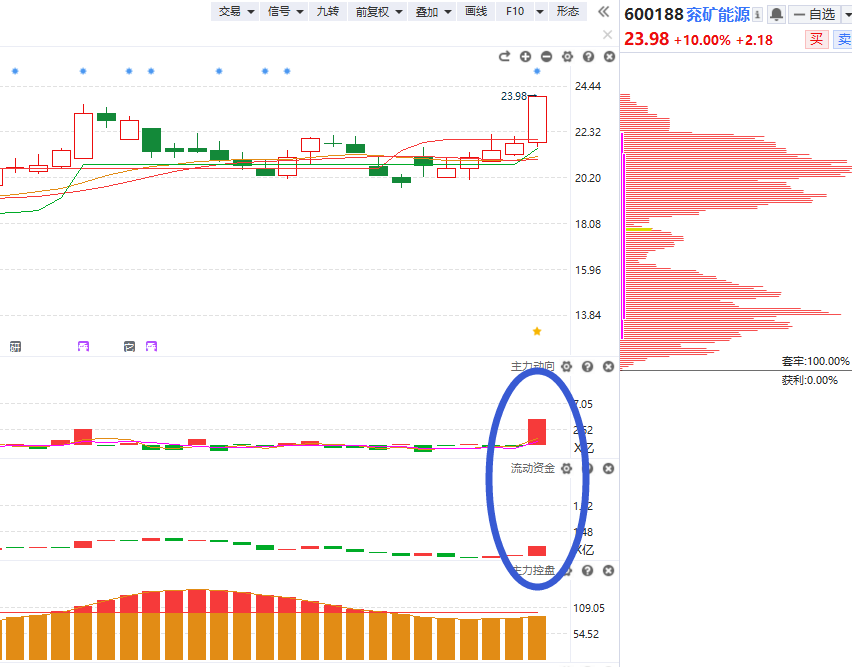 交易 信号 九转 前复权 叠加 画线 F10 形态
600188 兖矿能源 自选
23.98 +10.00% +2.18 买 卖
24.44
23.98
22.32
20.20
18.08
15.96
13.84
研
套牢:100.00%
获利:0.00%
主力动向
7.05
2.52
X亿
流动资金
X亿
主力控盘
109.05
54.52